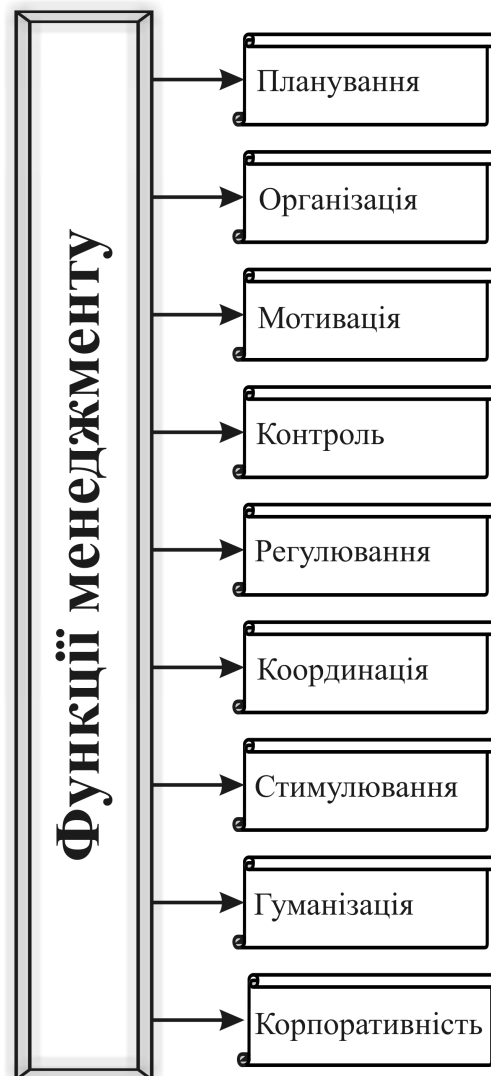 Функції менеджменту
Планування
Організація
Мотивація
Контроль
Регулювання
Координація
Стимулювання
Гуманізація
Корпоративність